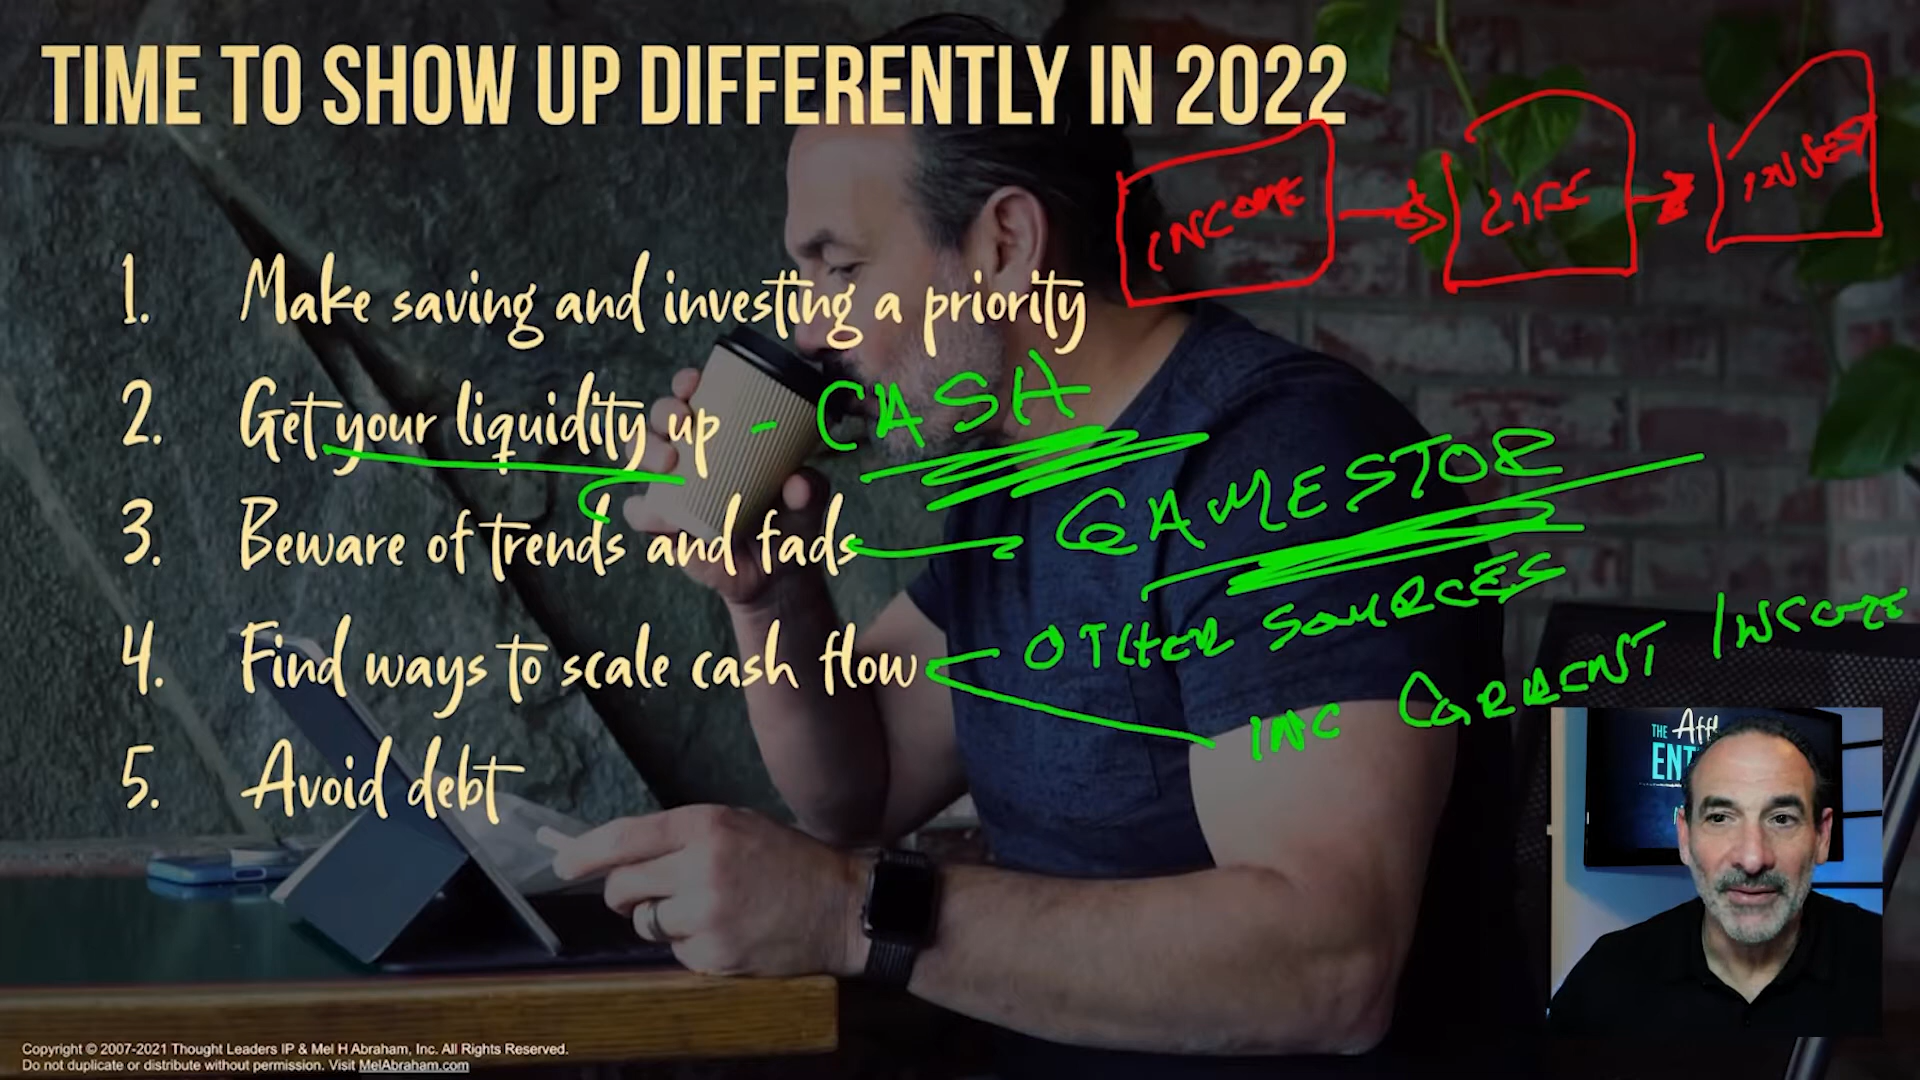 TIME TO SHOW UP DIFFERENTLY IN 2022
INCOME LIFE INVEST
1. Make saving and investing a priority
2. Get your liquidity up - CASH
3. Beware of trends and fads GAMESTOP
4. Find ways to scale cash flow OTHER SOURCES
INC CURRENT INCOME
5. Avoid debt
THE Aff
ENT
Copyright © 2007-2021 Thought Leaders IP & Mel H Abraham, Inc. All Rights Reserved.
Do not duplicate or distribute without permission. Visit MelAbraham.com